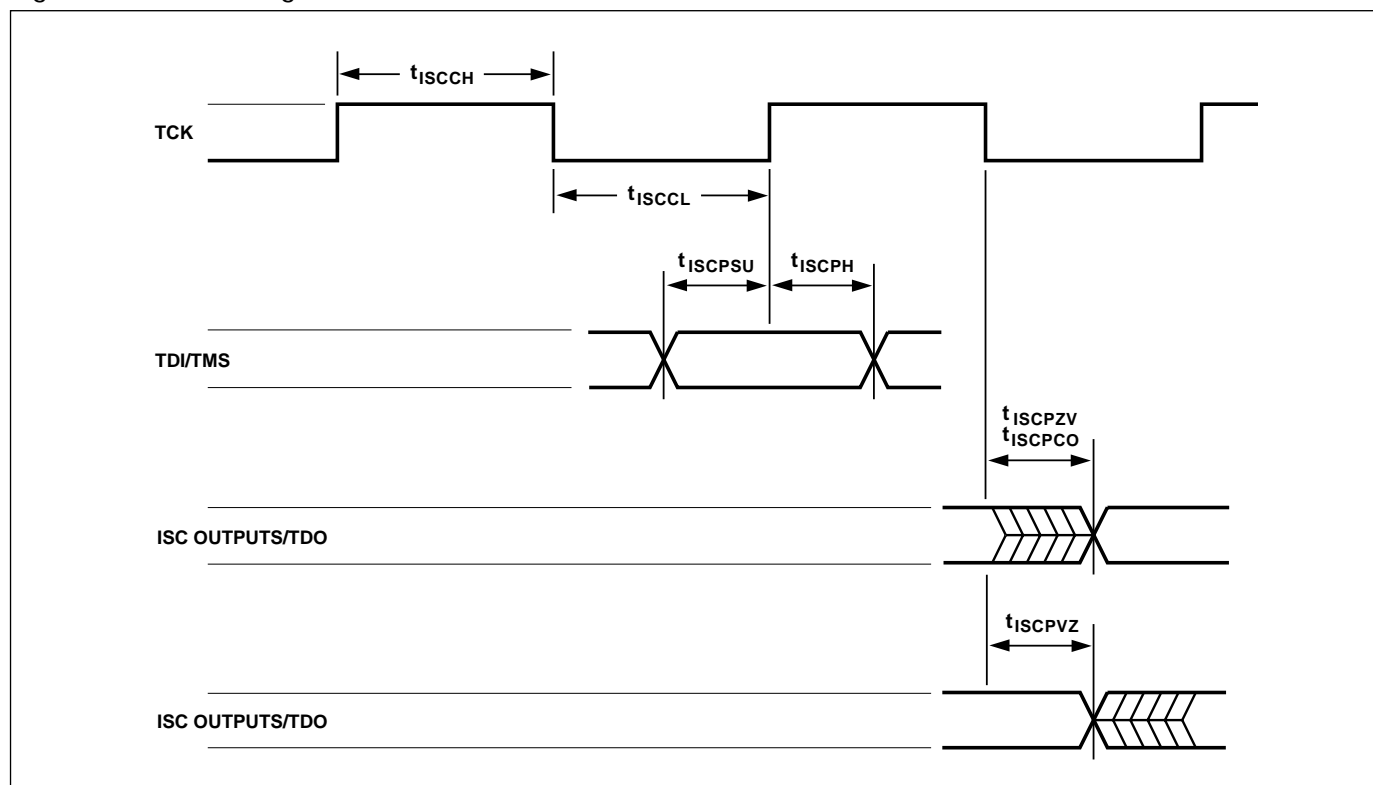 tISCCH
TCK
tISCCL
tISCPSU
tISCPH
TDI/TMS
tISCPZV
tISCPCO
ISC OUTPUTS/TDO
tISCPVZ
ISC OUTPUTS/TDO